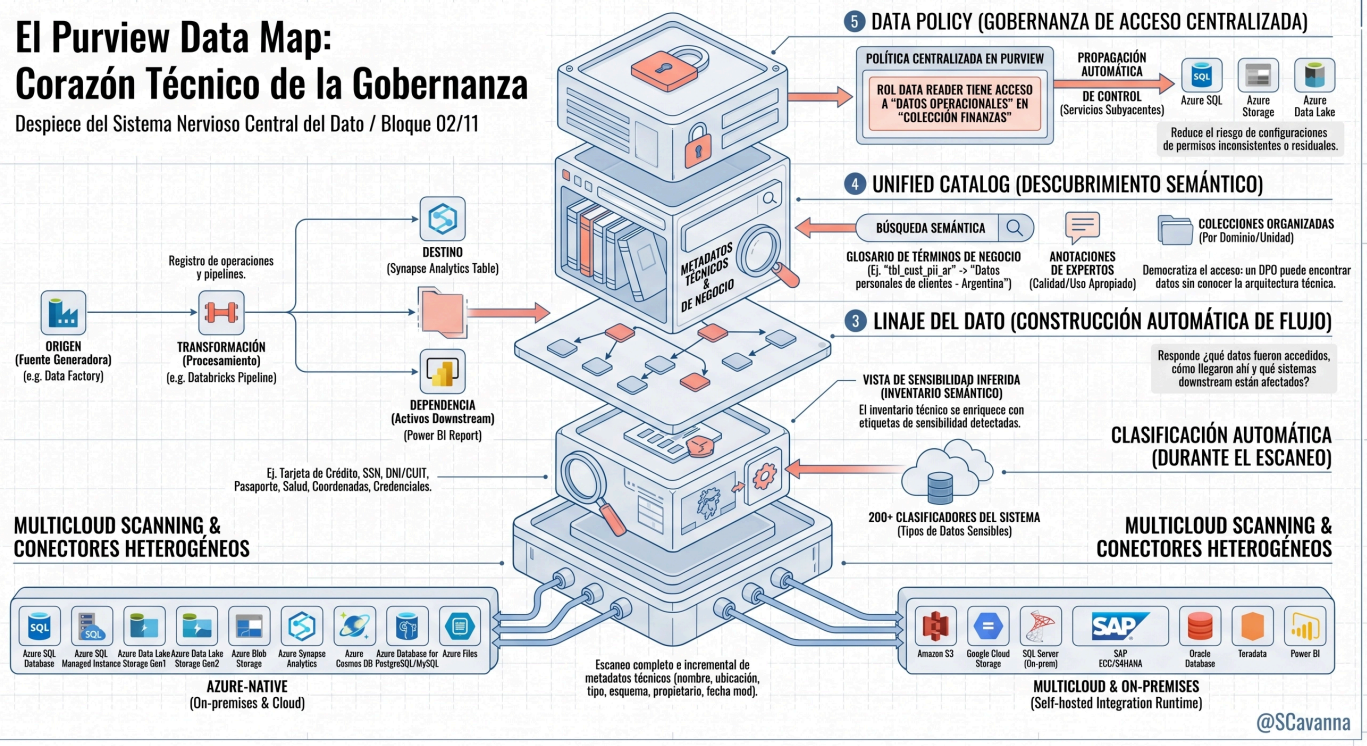 El Purview Data Map:
Corazón Técnico de la Gobernanza
Despiece del Sistema Nervioso Central del Dato / Bloque 02/11
5 DATA POLICY (GOBERNANZA DE ACCESO CENTRALIZADA)
POLÍTICA CENTRALIZADA EN PURVIEW
ROL DATA READER TIENE ACCESO
A “DATOS OPERACIONALES” EN
“COLECCIÓN FINANZAS”
PROPAGACIÓN
AUTOMÁTICA
DE CONTROL
(Servicios Subyacentes)
SQL
Azure SQL
Azure
Storage
Azure
Data Lake
Reduce el riesgo de configuraciones
de permisos inconsistentes o residuales.
4 UNIFIED CATALOG (DESCUBRIMIENTO SEMÁNTICO)
BÚSQUEDA SEMÁNTICA
GLOSARIO DE TÉRMINOS DE NEGOCIO
(Ej. “tbl_cust_pii_ar” -> “Datos
personales de clientes - Argentina”)
ANOTACIONES
DE EXPERTOS
(Calidad/Uso Apropiado)
COLECCIONES ORGANIZADAS
(Por Dominio/Unidad)
Democratiza el acceso: un DPO puede encontrar
datos sin conocer la arquitectura técnica.
METADATOS
TÉCNICOS
&
DE NEGOCIO
3 LINAJE DEL DATO (CONSTRUCCIÓN AUTOMÁTICA DE FLUJO)
Responde ¿qué datos fueron accedidos,
cómo llegaron ahí y qué sistemas
downstream están afectados?
Registro de operaciones
y pipelines.
ORIGEN
(Fuente Generadora)
(e.g. Data Factory)
TRANSFORMACIÓN
(Procesamiento)
(e.g. Databricks Pipeline)
DESTINO
(Synapse Analytics Table)
DEPENDENCIA
(Activos Downstream)
(Power BI Report)
VISTA DE SENSIBILIDAD INFERIDA
(INVENTARIO SEMÁNTICO)
El inventario técnico se enriquece con
etiquetas de sensibilidad detectadas.
CLASIFICACIÓN AUTOMÁTICA
(DURANTE EL ESCANEO)
200+ CLASIFICADORES DEL SISTEMA
(Tipos de Datos Sensibles)
Ej. Tarjeta de Crédito, SSN, DNI/CUIT,
Pasaporte, Salud, Coordenadas, Credenciales.
MULTICLOUD SCANNING &
CONECTORES HETEROGÉNEOS
MULTICLOUD SCANNING &
CONECTORES HETEROGÉNEOS
SQL
Azure SQL
Database
SQL
Azure SQL
Managed Instance
Azure Data Lake
Storage Gen1
Azure Data Lake
Storage Gen2
Azure Blob
Storage
Azure Synapse
Analytics
Azure
Cosmos DB
Azure Database for
PostgreSQL/MySQL
Azure Files
AZURE-NATIVE
(On-premises & Cloud)
Escaneo completo e incremental de
metadatos técnicos (nombre, ubicación,
tipo, esquema, propietario, fecha mod).
Amazon S3
Google Cloud
Storage
SQL Server
(On-prem)
SAP
SAP
ECC/S4HANA
Oracle
Database
Teradata
Power BI
MULTICLOUD & ON-PREMISES
(Self-hosted Integration Runtime)
@SCavanna